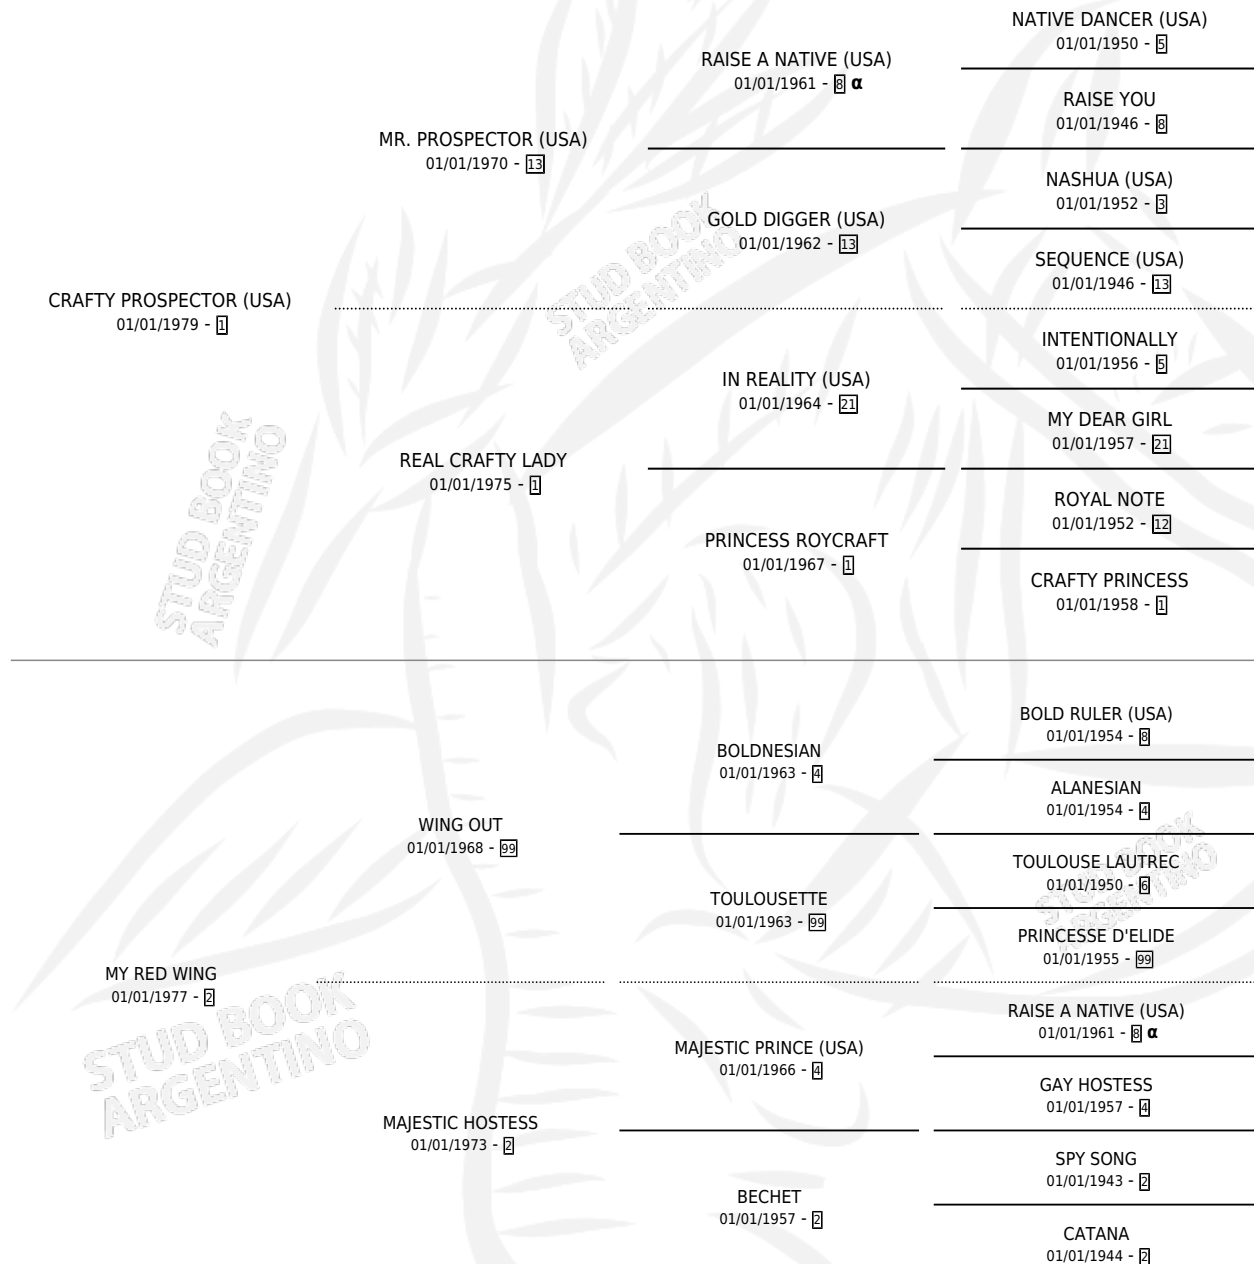 NATIVE DANCER (USA)
01/01/1950 - 5
RAISE A NATIVE (USA)
01/01/1961 - 8 α
RAISE YOU
01/01/1946 - 8
MR. PROSPECTOR (USA)
01/01/1970 - 13
NASHUA (USA)
01/01/1952 - 3
GOLD DIGGER (USA)
01/01/1962 - 13
SEQUENCE (USA)
01/01/1946 - 13
CRAFTY PROSPECTOR (USA)
01/01/1979 - 1
INTENTIONALLY
01/01/1956 - 5
IN REALITY (USA)
01/01/1964 - 21
MY DEAR GIRL
01/01/1957 - 21
REAL CRAFTY LADY
01/01/1975 - 1
ROYAL NOTE
01/01/1952 - 12
PRINCESS ROYCRAFT
01/01/1967 - 1
CRAFTY PRINCESS
01/01/1958 - 1
BOLD RULER (USA)
01/01/1954 - 8
BOLDNESIAN
01/01/1963 - 4
ALANESIAN
01/01/1954 - 4
WING OUT
01/01/1968 - 99
TOULOUSE LAUTREC
01/01/1950 - 6
TOULOUSETTE
01/01/1963 - 99
PRINCESSE D'ELIDE
01/01/1955 - 99
MY RED WING
01/01/1977 - 2
RAISE A NATIVE (USA)
01/01/1961 - 8 α
MAJESTIC PRINCE (USA)
01/01/1966 - 4
GAY HOSTESS
01/01/1957 - 4
MAJESTIC HOSTESS
01/01/1973 - 2
SPY SONG
01/01/1943 - 2
BECHET
01/01/1957 - 2
CATANA
01/01/1944 - 2
STUD BOOK
ARGENTINO
STUD BOOK
ARGENTINO
STUD BOOK
ARGENTINO
STUD BOOK
ARGENTINO